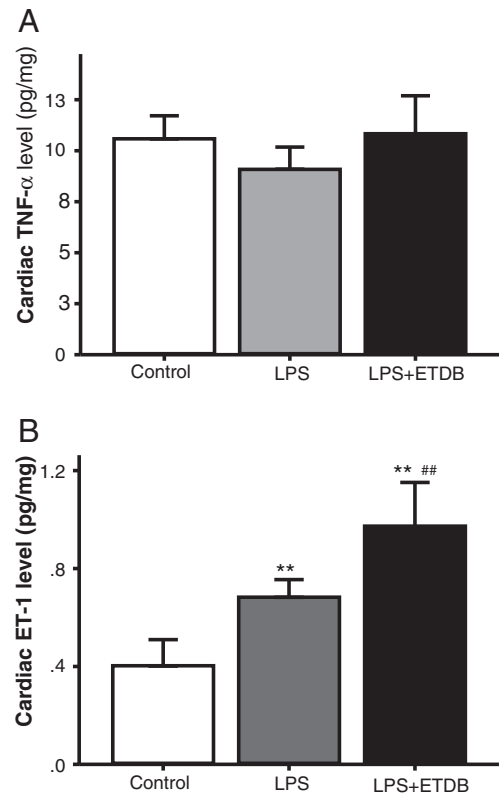 A
Cardiac TNF-α level (pg/mg)
13
10
8
5
3
0
Control LPS LPS+ETDB
B
Cardiac ET-1 level (pg/mg)
1.2
.8
.4
.0
** ##
**
Control LPS LPS+ETDB